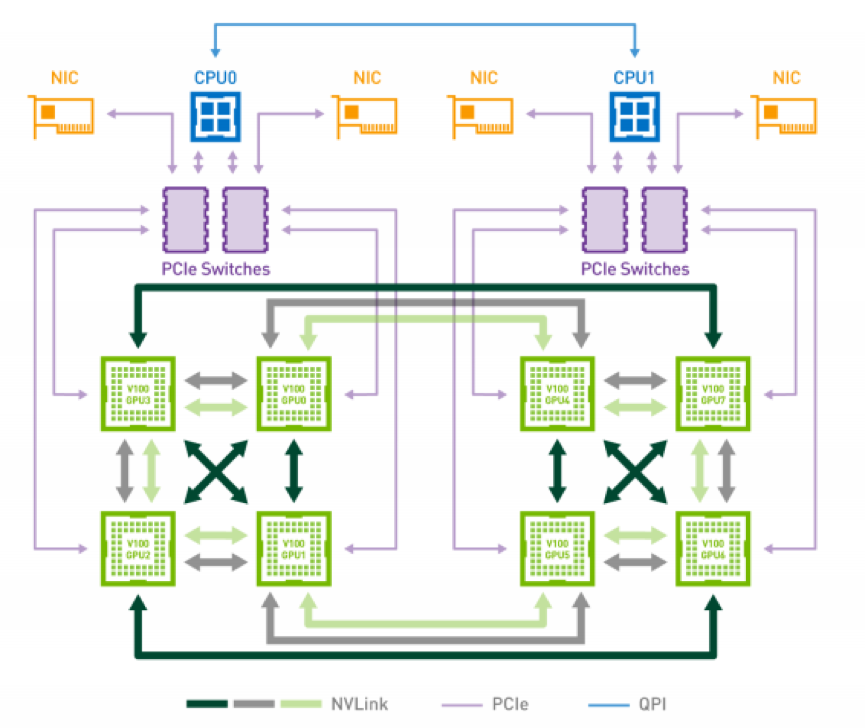 NIC
CPU0
NIC
NIC
CPU1
NIC
PCIe Switches
PCIe Switches
V100
GPU3
V100
GPU0
V100
GPU4
V100
GPU7
V100
GPU2
V100
GPU1
V100
GPU5
V100
GPU6
NVLink
PCIe
QPI